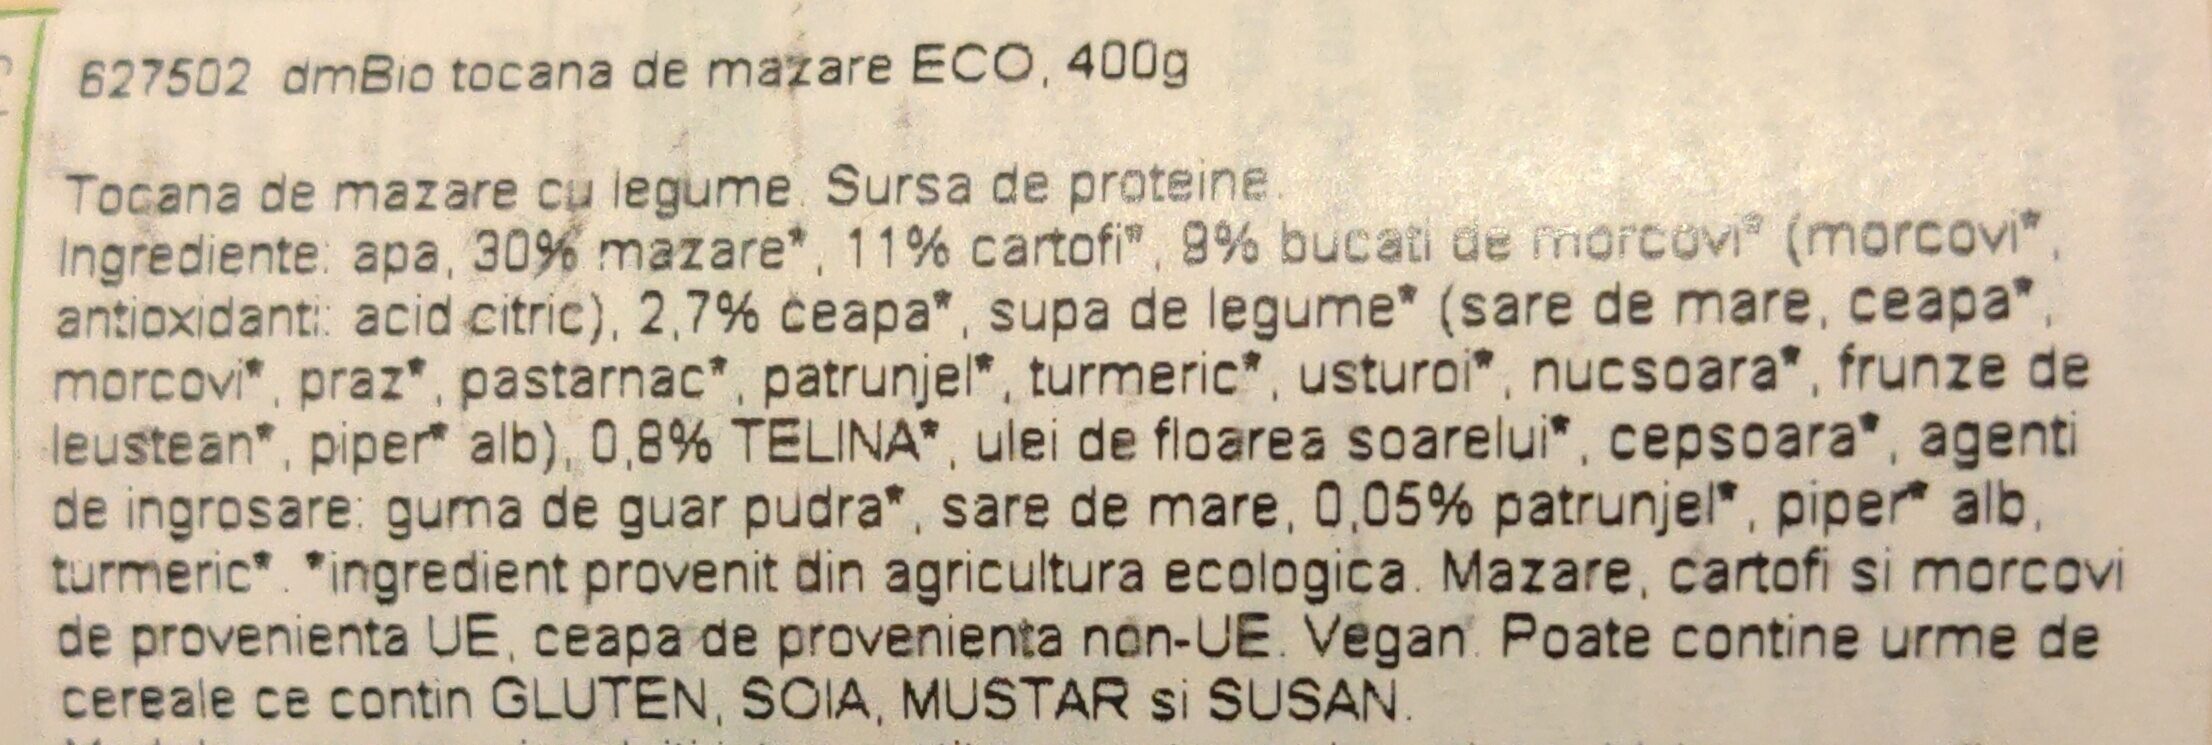 627502 dmBio tocana de mazare ECO, 400g
Tocana de mazare cu legume. Sursa de proteine.
Ingrediente: apa, 30% mazare*, 11% cartofi*, 9% bucati de morcovi* (morcovi*,
antioxidanti: acid citric), 2,7% ceapa*, supa de legume* (sare de mare, ceapa*,
morcovi*, praz*, pastarnac*, patrunjel*, turmeric*, usturoi*, nucsoara*, frunze de
leustean*, piper* alb), 0,8% TELINA*, ulei de floarea soarelui*, cepsoara*, agenti
de ingrosare: guma de guar pudra*, sare de mare, 0,05% patrunjel*, piper* alb,
turmeric*. *ingredient provenit din agricultura ecologica. Mazare, cartofi si morcovi
de provenienta UE, ceapa de provenienta non-UE. Vegan. Poate contine urme de
cereale ce contin GLUTEN, SOIA, MUSTAR si SUSAN.